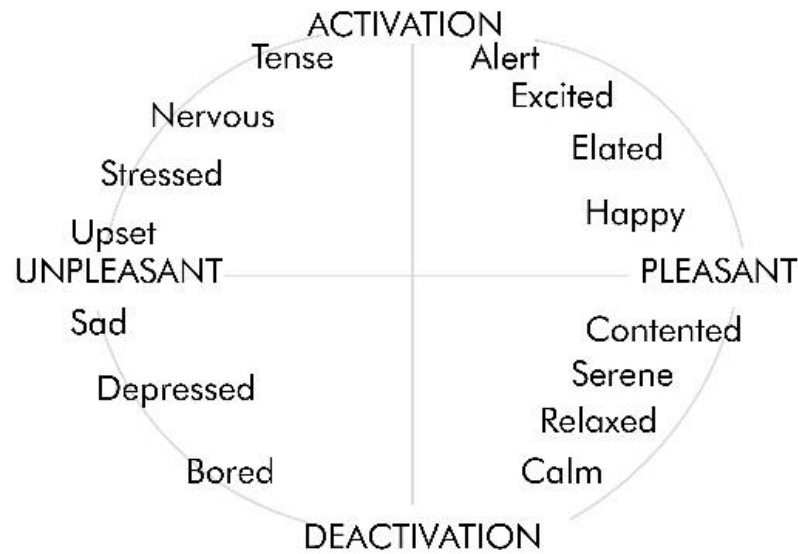 ACTIVATION
Tense
Alert
Excited
Nervous
Elated
Stressed
Happy
Upset
UNPLEASANT
PLEASANT
Sad
Contented
Serene
Depressed
Relaxed
Bored
Calm
DEACTIVATION